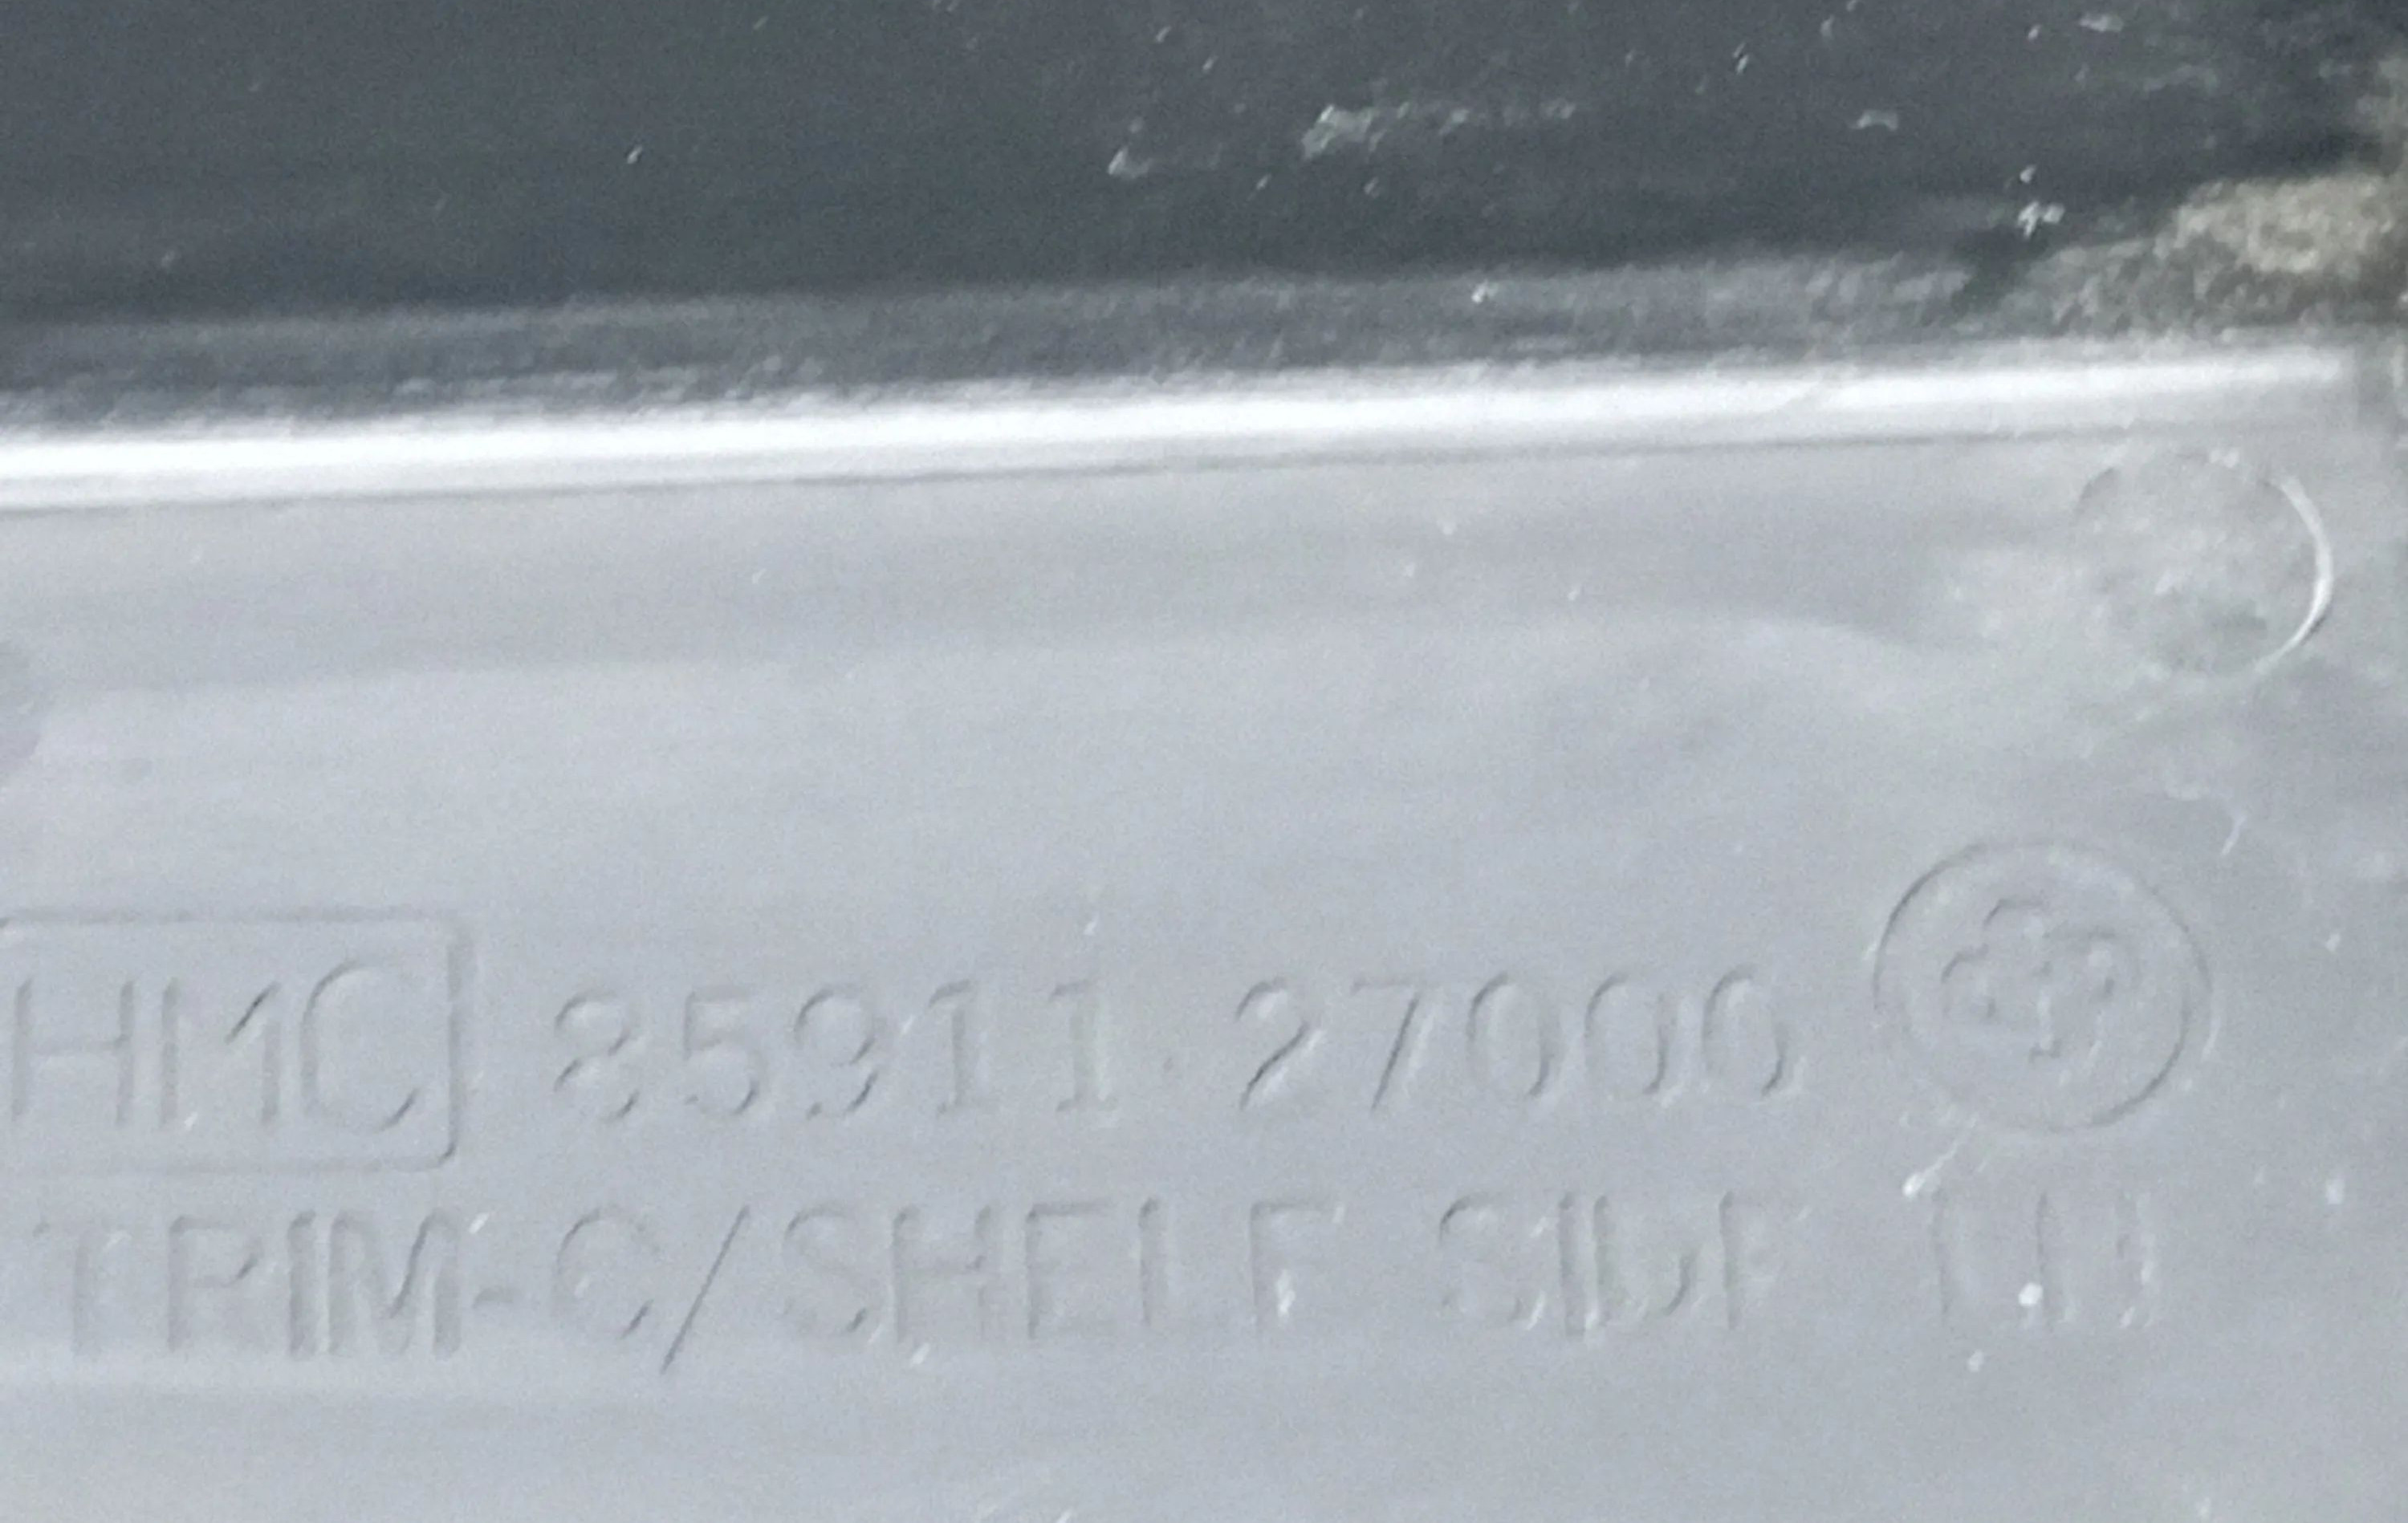 HMC 85911 27000
TRIM-C/SHELF SIDE LH